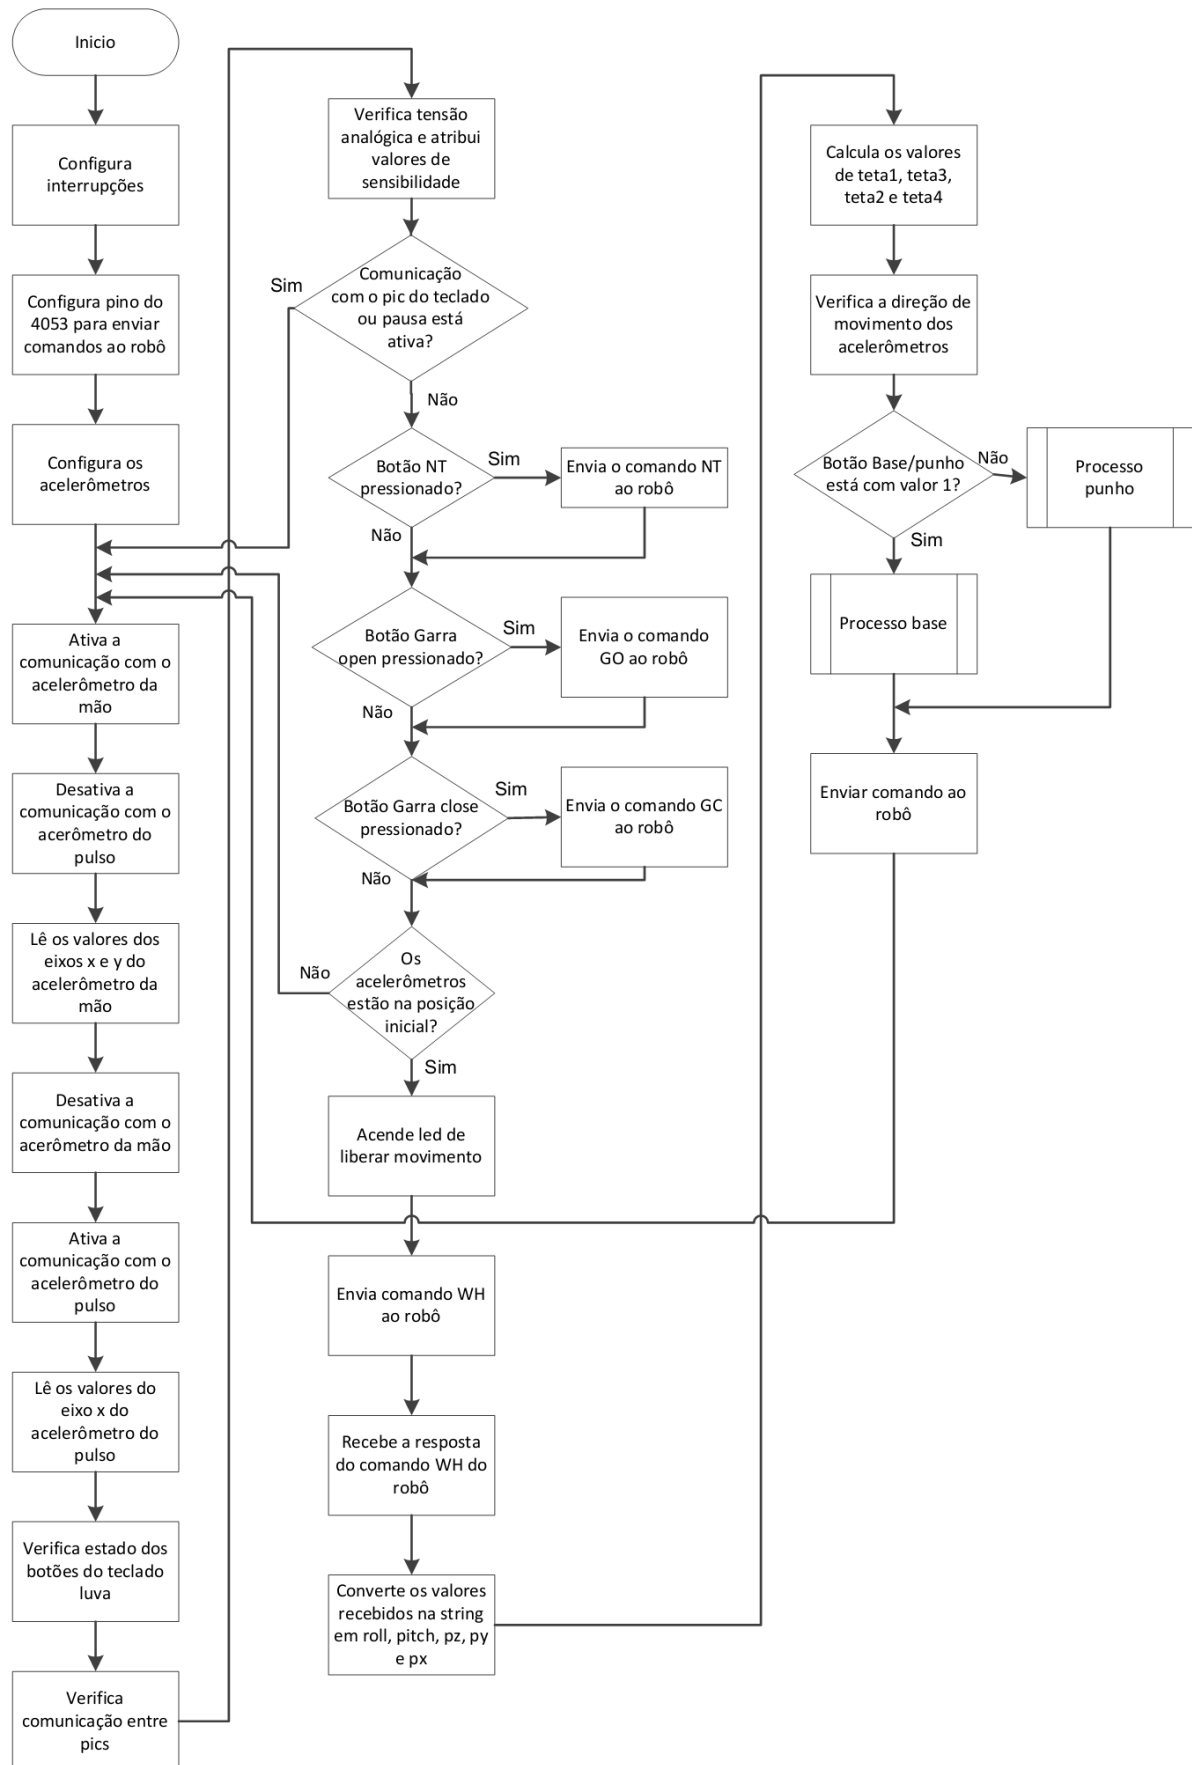 Inicio
Configura
interrupções
Configura pino do
4053 para enviar
comandos ao robô
Configura os
acelerômetros
Ativa a
comunicação com o
acelerômetro da
mão
Desativa a
comunicação com o
acerômetro do
pulso
Lê os valores dos
eixos x e y do
acelerômetro da
mão
Desativa a
comunicação com o
acerômetro da mão
Ativa a
comunicação com o
acelerômetro do
pulso
Lê os valores do
eixo x do
acelerômetro do
pulso
Verifica estado dos
botões do teclado
luva
Verifica
comunicação entre
pics
Verifica tensão
analógica e atribui
valores de
sensibilidade
Comunicação
com o pic do teclado
ou pausa está
ativa?
Sim
Não
Botão NT
pressionado?
Sim
Envia o comando NT
ao robô
Não
Botão Garra
open pressionado?
Sim
Envia o comando
GO ao robô
Não
Botão Garra close
pressionado?
Sim
Envia o comando GC
ao robô
Não
Os
acelerômetros
estão na posição
inicial?
Não
Sim
Acende led de
liberar movimento
Envia comando WH
ao robô
Recebe a resposta
do comando WH do
robô
Converte os valores
recebidos na string
em roll, pitch, pz, py
e px
Calcula os valores
de teta1, teta3,
teta2 e teta4
Verifica a direção de
movimento dos
acelerômetros
Botão Base/punho
está com valor 1?
Não
Processo
punho
Sim
Processo base
Enviar comando ao
robô